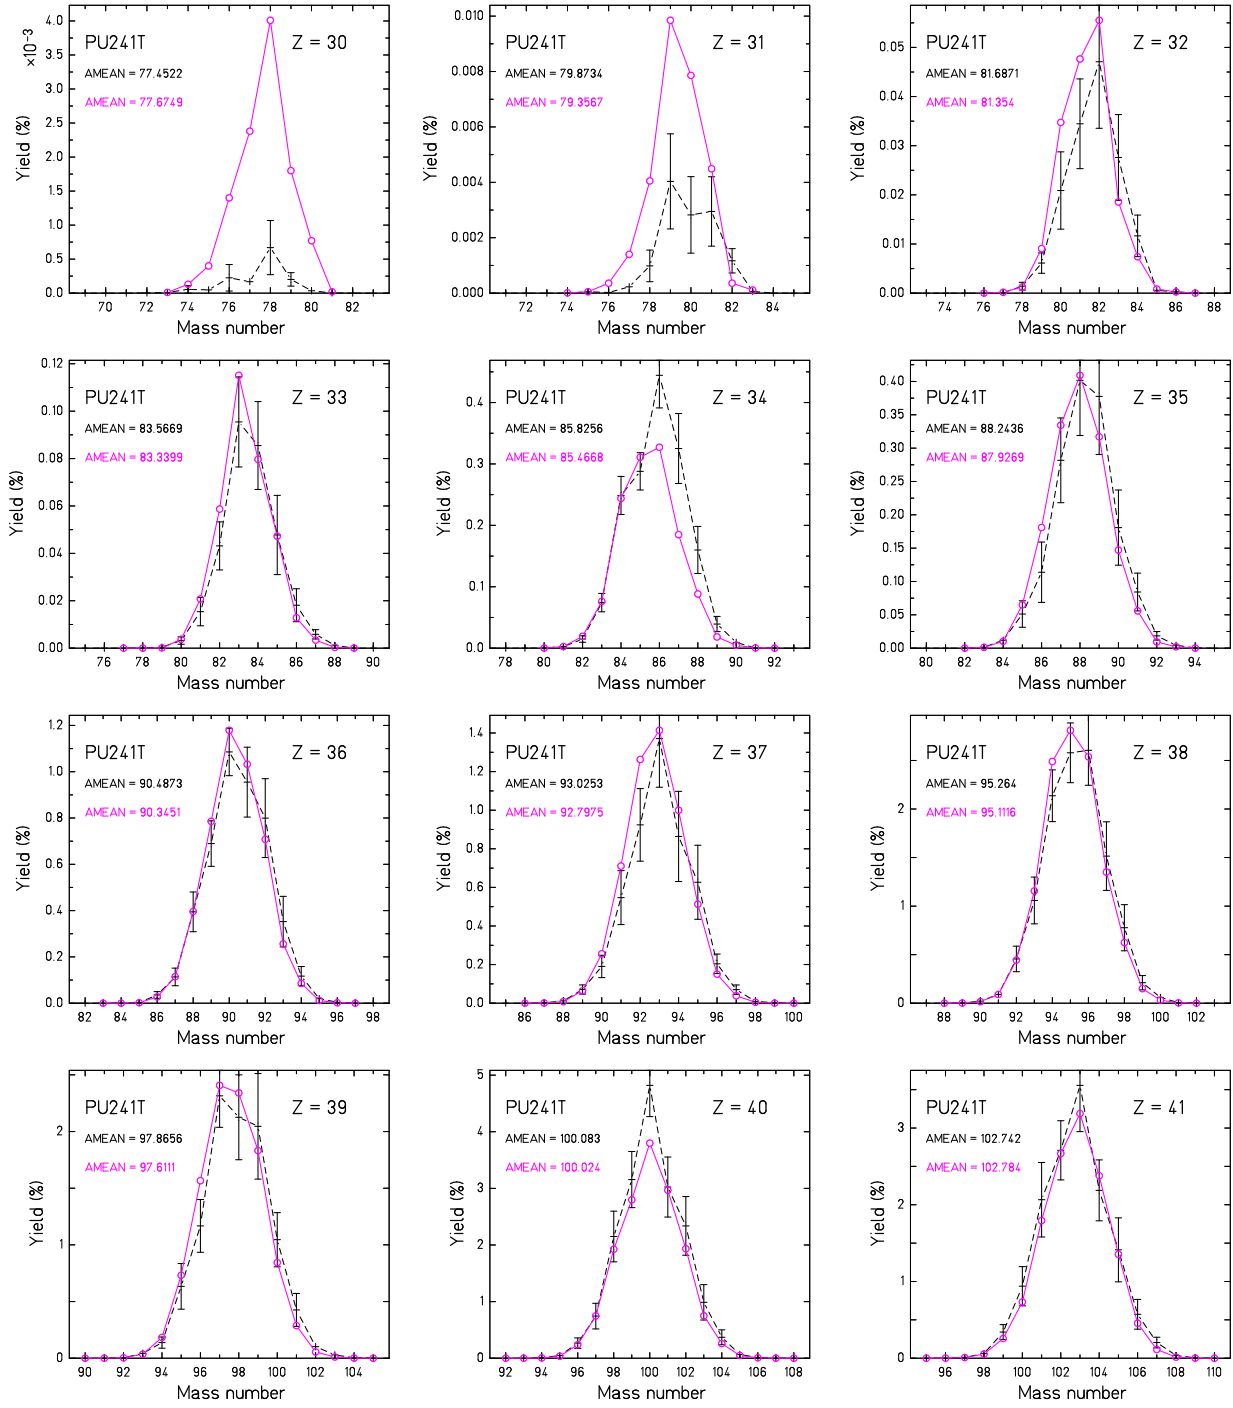 ×10⁻³
PU241T
Z = 30
AMEAN = 77.4522
AMEAN = 77.6749
Yield (%)
4.0
3.5
3.0
2.5
2.0
1.5
1.0
0.5
0.0
70 72 74 76 78 80 82
Mass number
PU241T
Z = 31
AMEAN = 79.8734
AMEAN = 79.3567
Yield (%)
0.010
0.008
0.006
0.004
0.002
0.000
72 74 76 78 80 82 84
Mass number
PU241T
Z = 32
AMEAN = 81.6871
AMEAN = 81.354
Yield (%)
0.05
0.04
0.03
0.02
0.01
0.00
74 76 78 80 82 84 86 88
Mass number
PU241T
Z = 33
AMEAN = 83.5669
AMEAN = 83.3399
Yield (%)
0.12
0.10
0.08
0.06
0.04
0.02
0.00
76 78 80 82 84 86 88 90
Mass number
PU241T
Z = 34
AMEAN = 85.8256
AMEAN = 85.4668
Yield (%)
0.4
0.3
0.2
0.1
0.0
78 80 82 84 86 88 90 92
Mass number
PU241T
Z = 35
AMEAN = 88.2436
AMEAN = 87.9269
Yield (%)
0.40
0.35
0.30
0.25
0.20
0.15
0.10
0.05
0.00
80 82 84 86 88 90 92 94
Mass number
PU241T
Z = 36
AMEAN = 90.4873
AMEAN = 90.3451
Yield (%)
1.2
1.0
0.8
0.6
0.4
0.2
0.0
82 84 86 88 90 92 94 96 98
Mass number
PU241T
Z = 37
AMEAN = 93.0253
AMEAN = 92.7975
Yield (%)
1.4
1.2
1.0
0.8
0.6
0.4
0.2
0.0
86 88 90 92 94 96 98 100
Mass number
PU241T
Z = 38
AMEAN = 95.264
AMEAN = 95.1116
Yield (%)
2
1
0
88 90 92 94 96 98 100 102
Mass number
PU241T
Z = 39
AMEAN = 97.8656
AMEAN = 97.6111
Yield (%)
2
1
0
90 92 94 96 98 100 102 104
Mass number
PU241T
Z = 40
AMEAN = 100.083
AMEAN = 100.024
Yield (%)
5
4
3
2
1
0
92 94 96 98 100 102 104 106 108
Mass number
PU241T
Z = 41
AMEAN = 102.742
AMEAN = 102.784
Yield (%)
3
2
1
0
96 98 100 102 104 106 108 110
Mass number